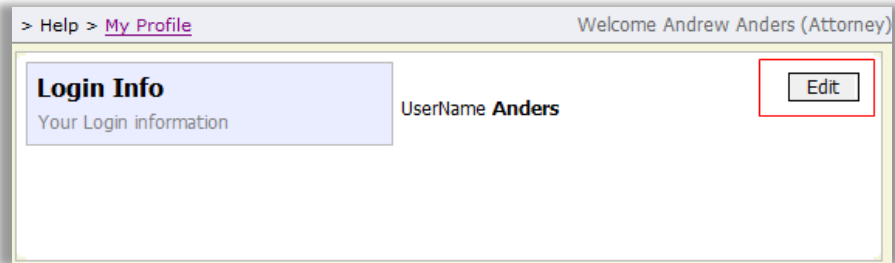 > Help > My Profile Welcome Andrew Anders (Attorney)
Login Info
Your Login information
UserName Anders
Edit